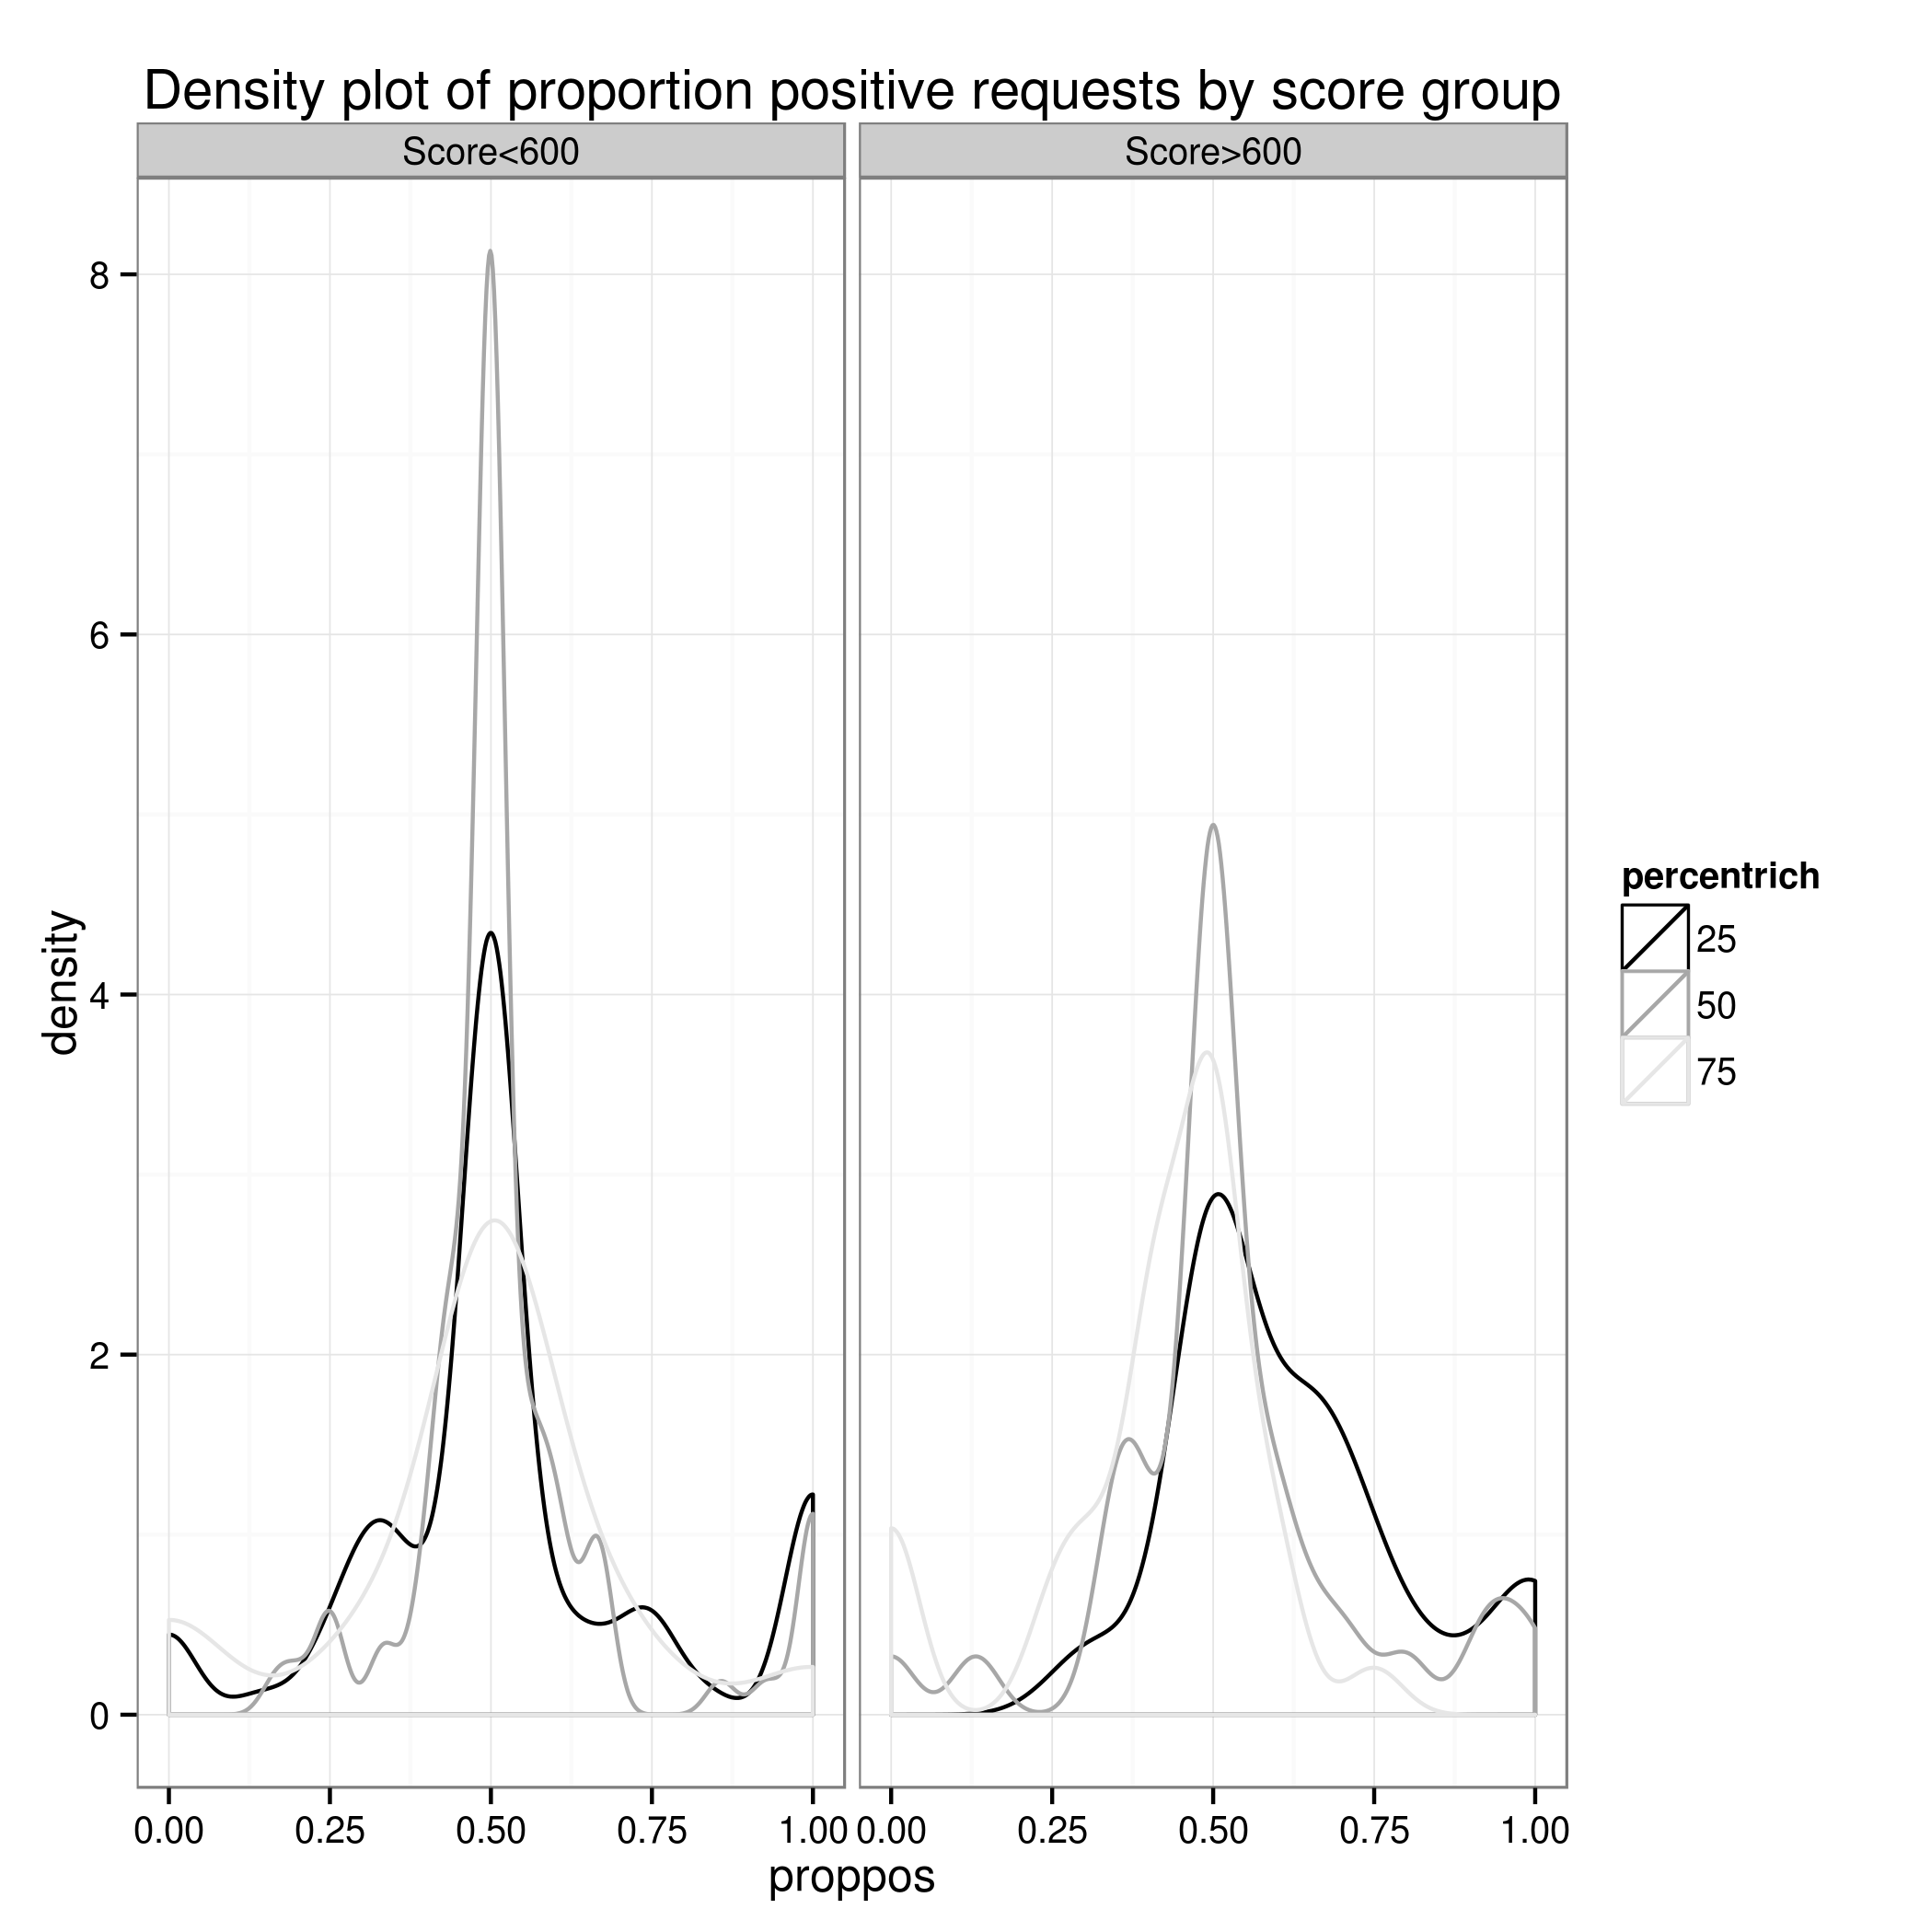 Density plot of proportion positive requests by score group
Score<600
Score>600
density
8
6
4
2
0
0.00 0.25 0.50 0.75 1.00 0.00 0.25 0.50 0.75 1.00
proppos
percentrich
25
50
75